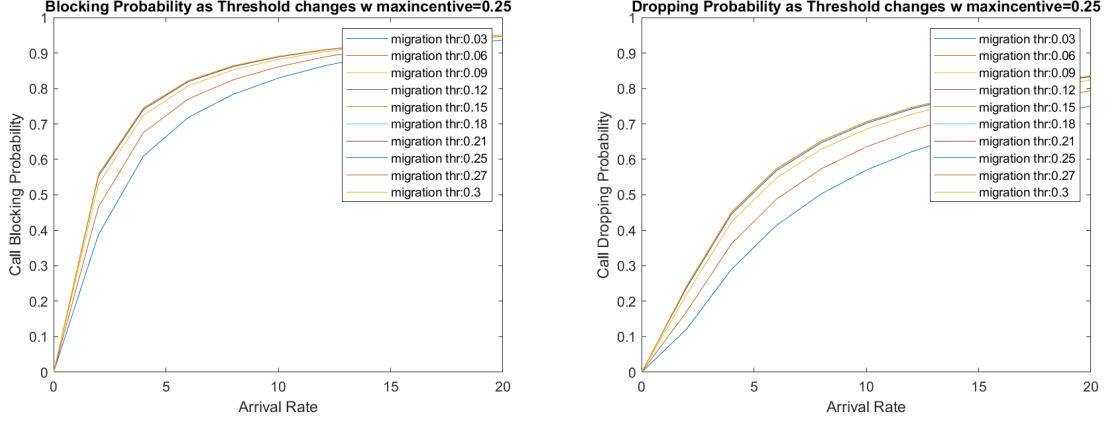 Blocking Probability as Threshold changes w maxincentive=0.25
1
0.9
0.8
0.7
0.6
0.5
0.4
0.3
0.2
0.1
0
Call Blocking Probability
0
5
10
15
20
Arrival Rate
migration thr:0.03
migration thr:0.06
migration thr:0.09
migration thr:0.12
migration thr:0.15
migration thr:0.18
migration thr:0.21
migration thr:0.25
migration thr:0.27
migration thr:0.3
Dropping Probability as Threshold changes w maxincentive=0.25
1
0.9
0.8
0.7
0.6
0.5
0.4
0.3
0.2
0.1
0
Call Dropping Probability
0
5
10
15
20
Arrival Rate
migration thr:0.03
migration thr:0.06
migration thr:0.09
migration thr:0.12
migration thr:0.15
migration thr:0.18
migration thr:0.21
migration thr:0.25
migration thr:0.27
migration thr:0.3